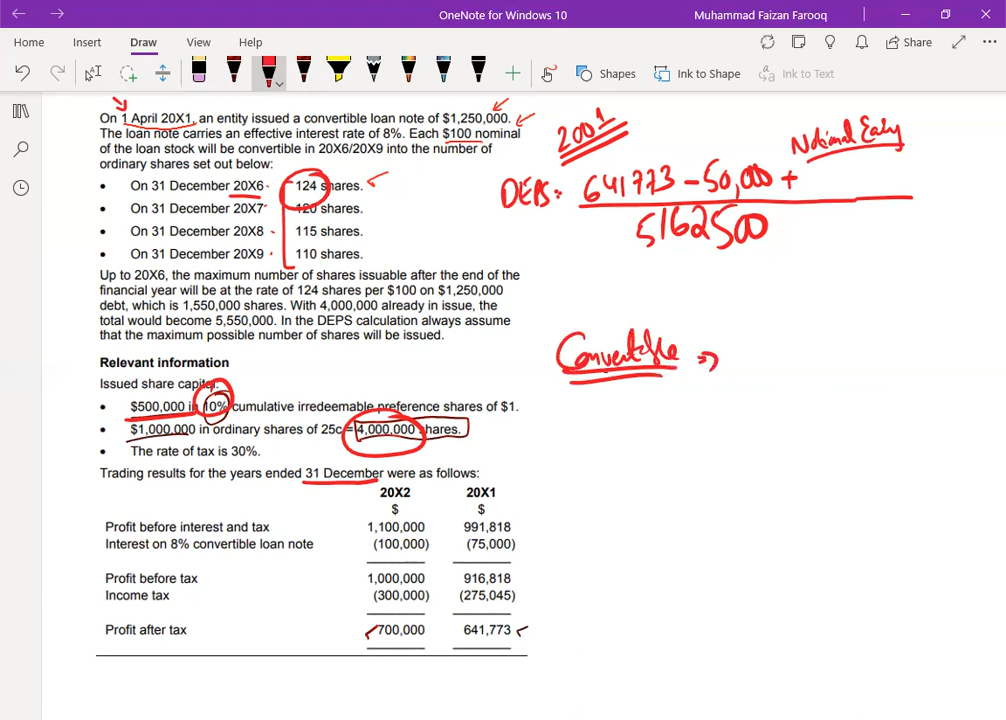 OneNote for Windows 10
Muhammad Faizan Farooq
Home Insert Draw View Help
Share
Shapes Ink to Shape Ink to Text
On 1 April 20X1, an entity issued a convertible loan note of $1,250,000.
The loan note carries an effective interest rate of 8%. Each $100 nominal
of the loan stock will be convertible in 20X6/20X9 into the number of
ordinary shares set out below:
• On 31 December 20X6 124 shares.
• On 31 December 20X7 120 shares.
• On 31 December 20X8 115 shares.
• On 31 December 20X9 110 shares.
Up to 20X6, the maximum number of shares issuable after the end of the
financial year will be at the rate of 124 shares per $100 on $1,250,000
debt, which is 1,550,000 shares. With 4,000,000 already in issue, the
total would become 5,550,000. In the DEPS calculation always assume
that the maximum possible number of shares will be issued.
Relevant information
Issued share capital:
• $500,000 in 10% cumulative irredeemable preference shares of $1.
• $1,000,000 in ordinary shares of 25c = 4,000,000 shares.
• The rate of tax is 30%.
Trading results for the years ended 31 December were as follows:
20X2 20X1
$ $
Profit before interest and tax 1,100,000 991,818
Interest on 8% convertible loan note (100,000) (75,000)
Profit before tax 1,000,000 916,818
Income tax (300,000) (275,045)
Profit after tax 700,000 641,773
2001
Notional
DEPS = 641773 - 50,000 +
5162500
Convertible ⇒